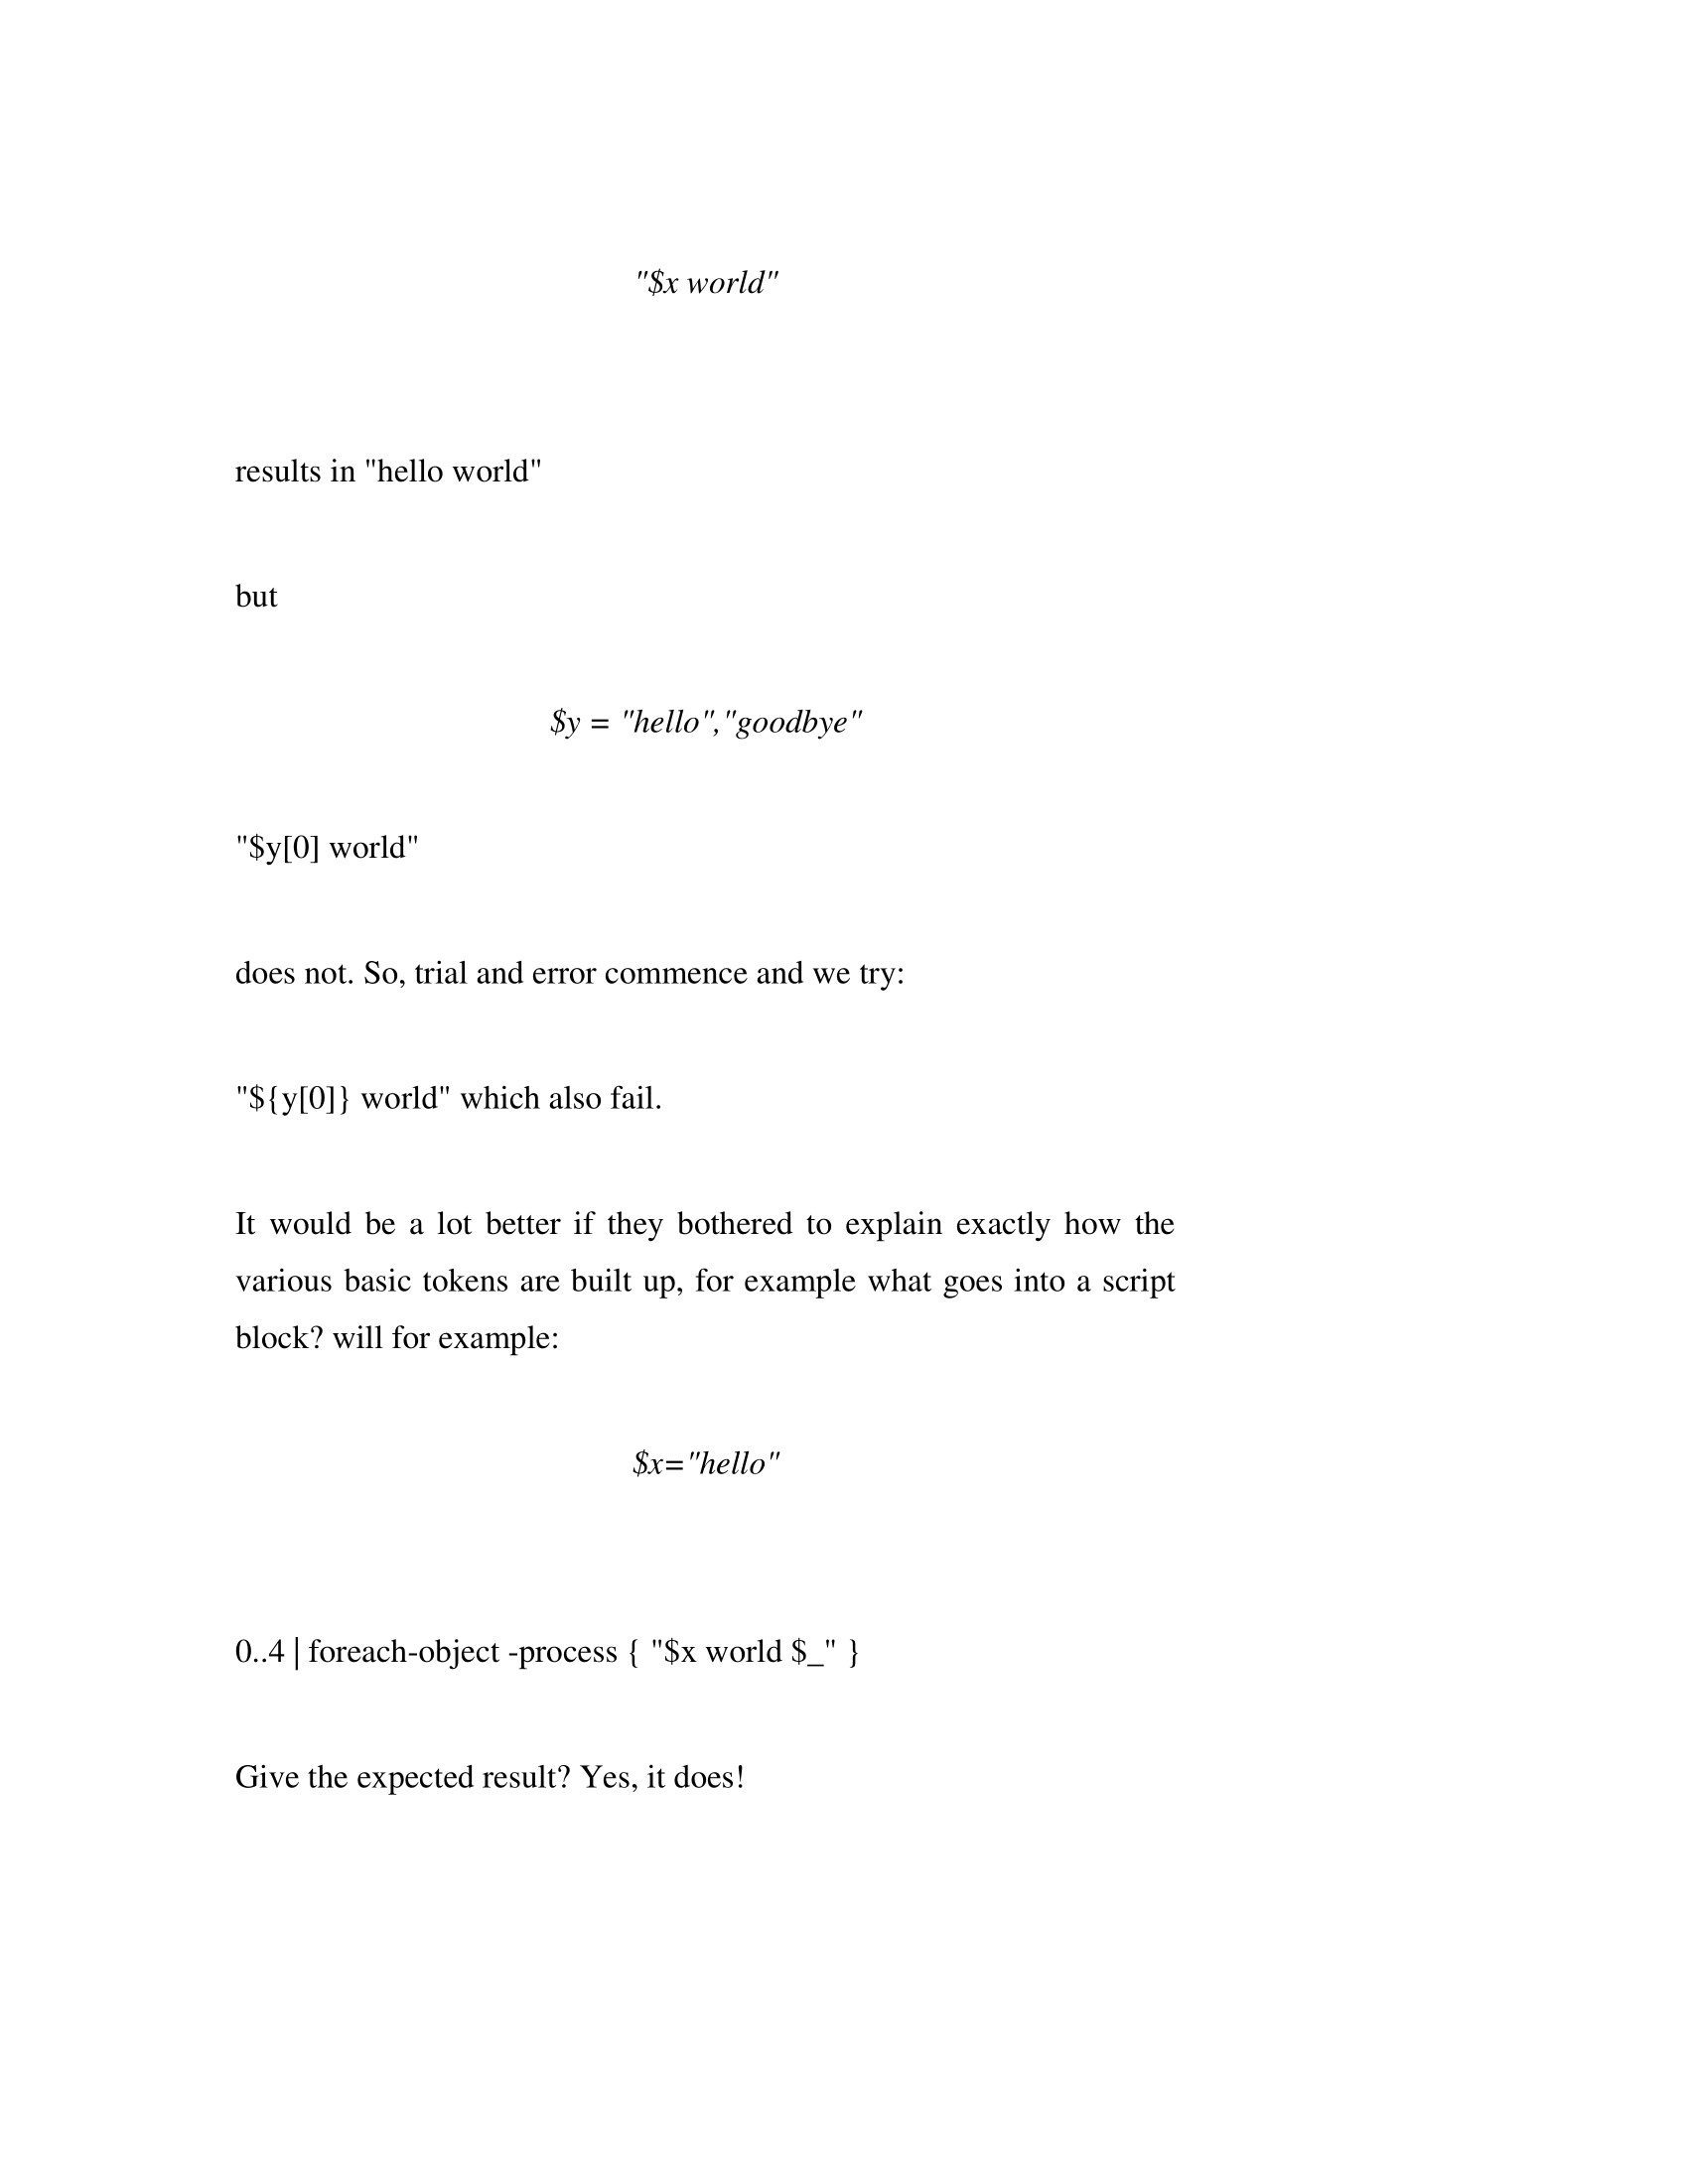 "$x world"
results in "hello world"
but
$y = "hello","goodbye"
"$y[0] world"
does not. So, trial and error commence and we try:
"${y[0]} world" which also fail.
It would be a lot better if they bothered to explain exactly how the
various basic tokens are built up, for example what goes into a script
block? will for example:
$x="hello"
0..4 | foreach-object -process { "$x world $_" }
Give the expected result? Yes, it does!